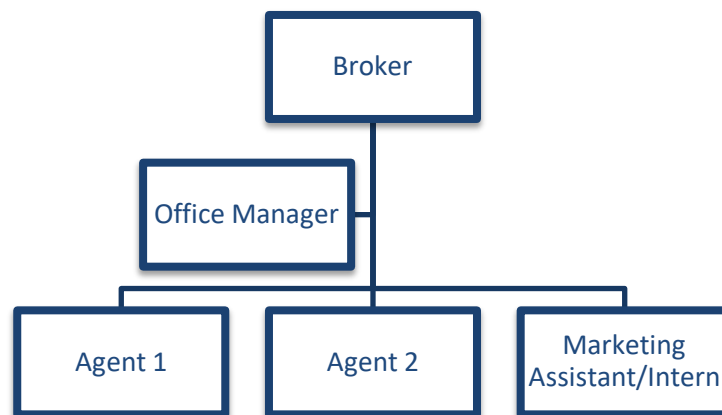 Broker
Office Manager
Agent 1
Agent 2
Marketing
Assistant/Intern